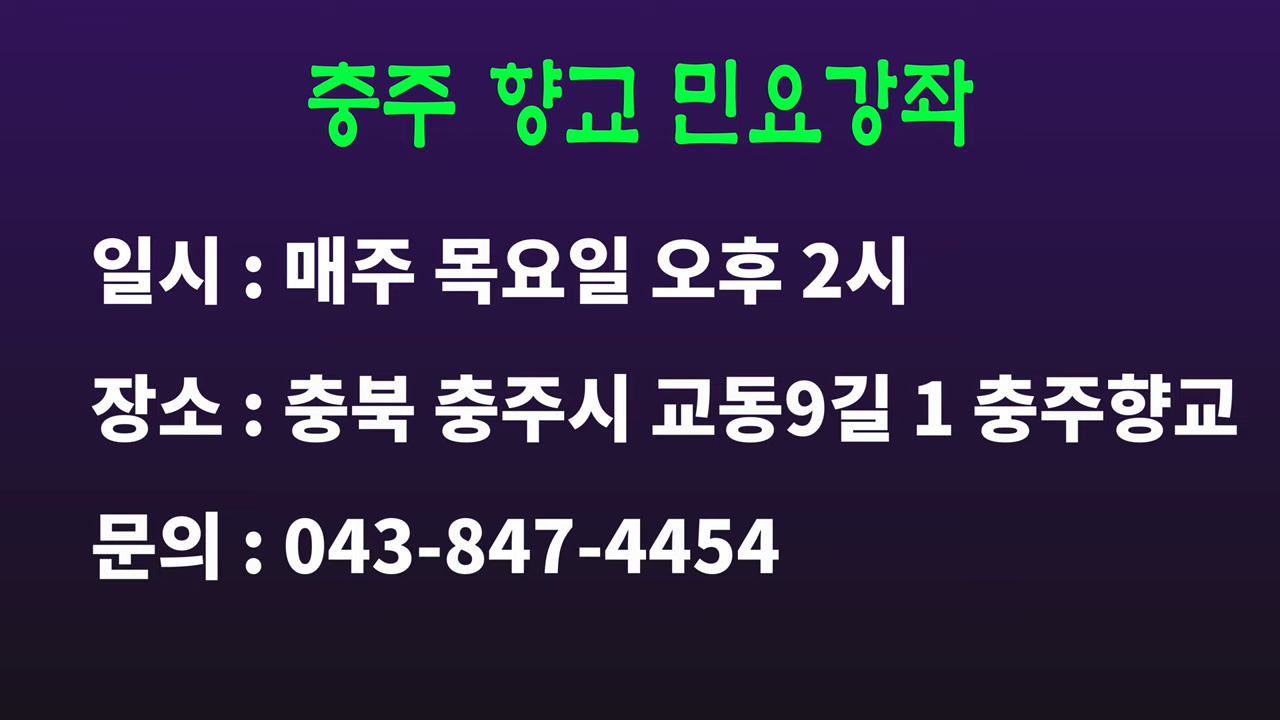 충주 향교 민요강좌
일시 : 매주 목요일 오후 2시
장소 : 충북 충주시 교동9길 1 충주향교
문의 : 043-847-4454